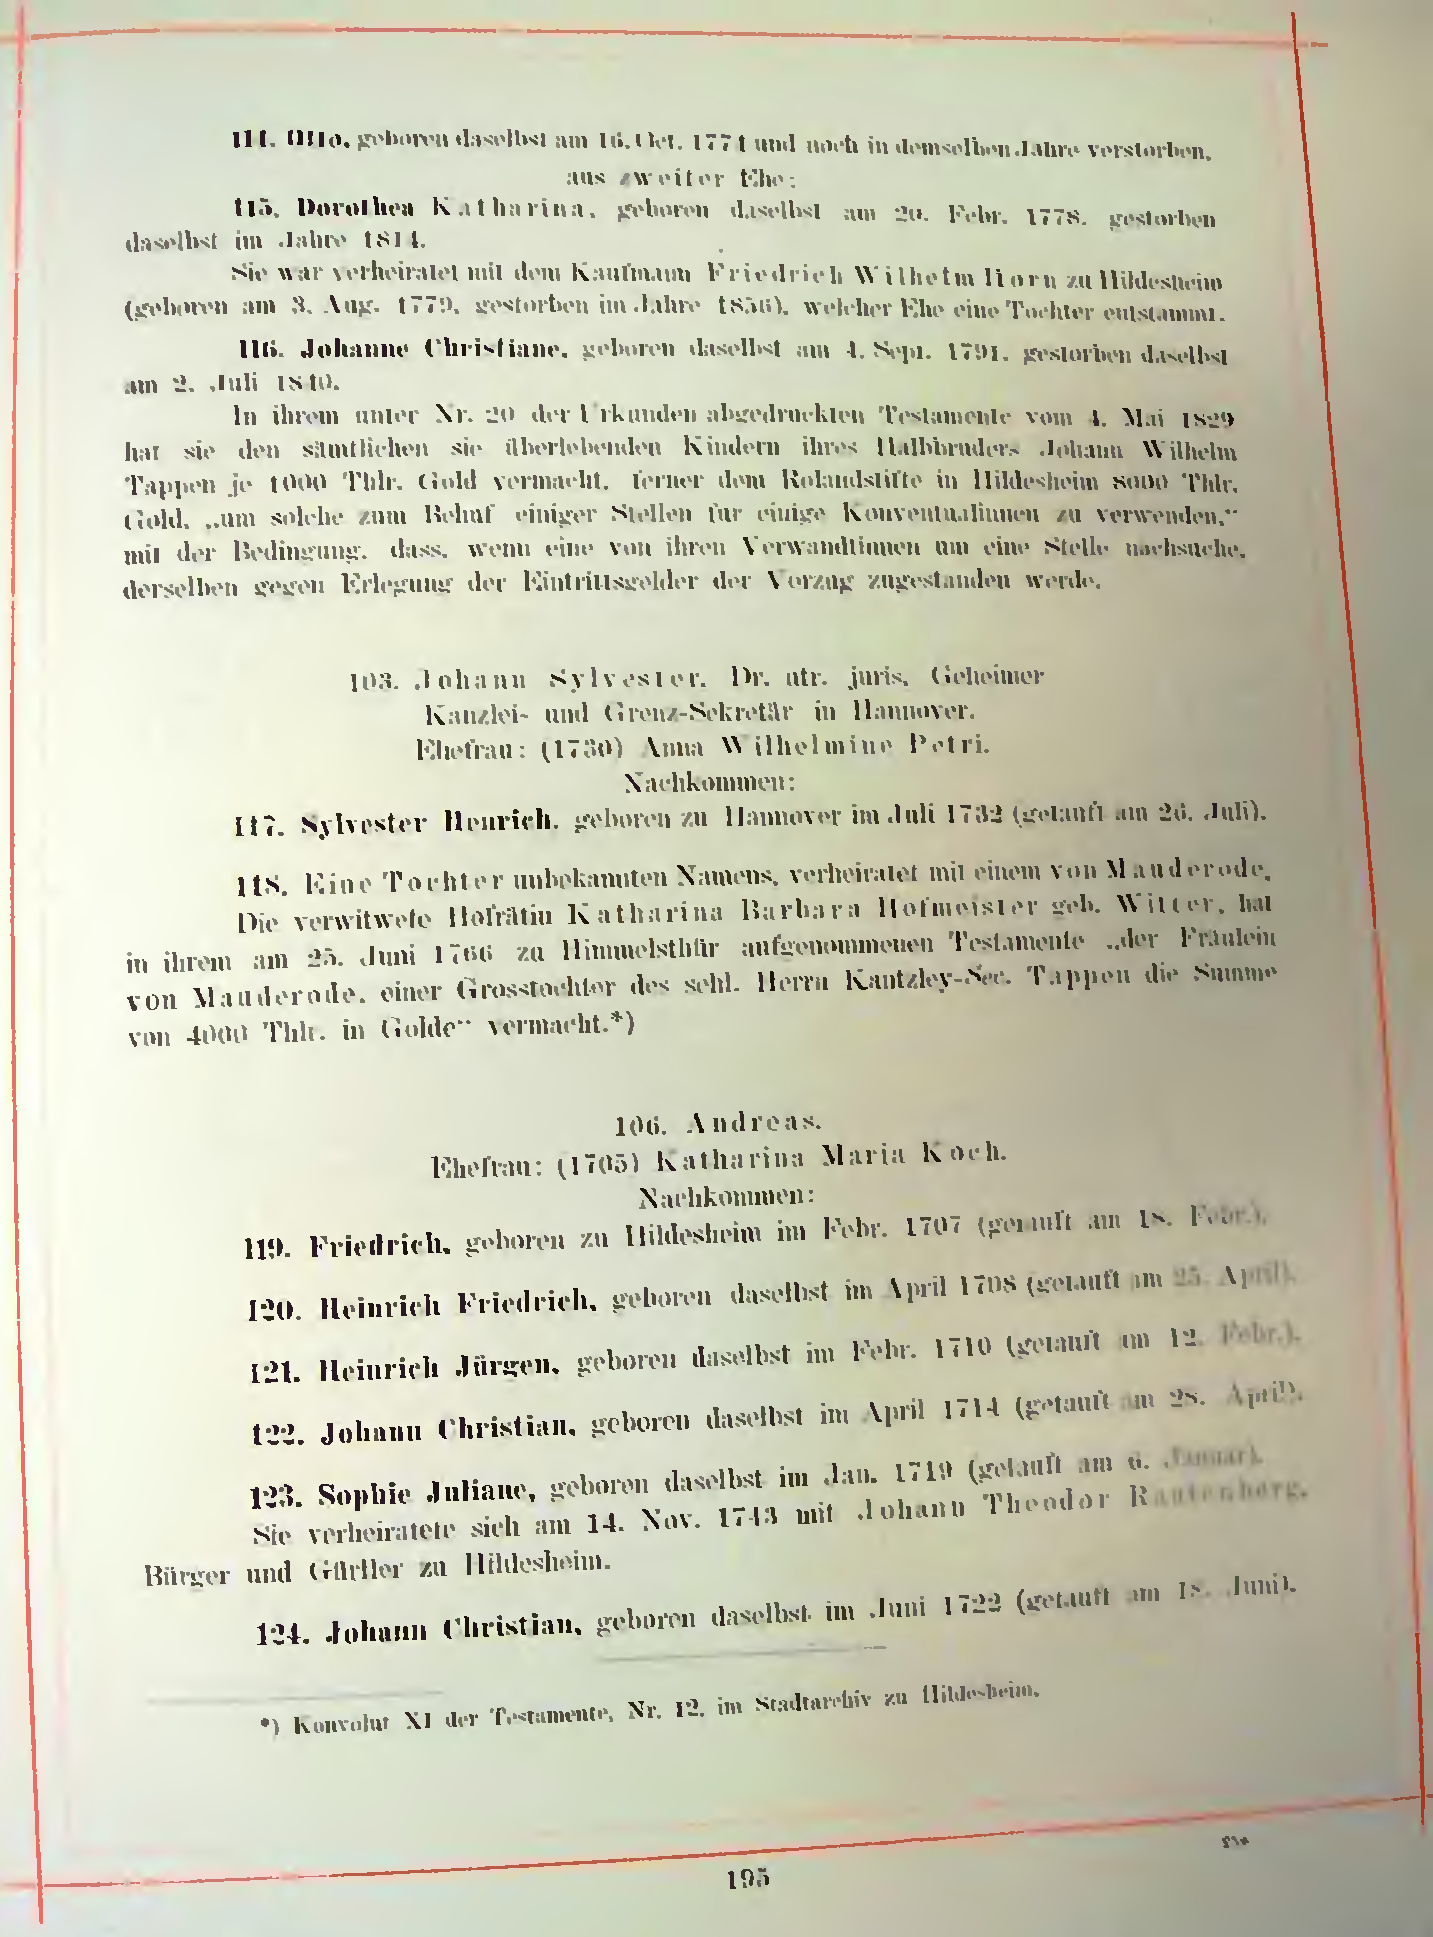 114. Otto, geboren daselbst am 16. Oct. 1774 und noch in demselben Jahre verstorben.
aus zweiter Ehe:
115. Dorothea Katharina, geboren daselbst am 20. Febr. 1778, gestorben
daselbst im Jahre 1814.
Sie war verheiratet mit dem Kaufmann Friedrich Wilhelm Horn zu Hildesheim
(geboren am 3. Aug. 1779, gestorben im Jahre 1856), welcher Ehe eine Tochter entstammt.
116. Johanne Christiane, geboren daselbst am 4. Sept. 1791, gestorben daselbst
am 2. Juli 1840.
In ihrem unter Nr. 20 der Urkunden abgedruckten Testamente vom 4. Mai 1829
hat sie den sämtlichen sie überlebenden Kindern ihres Halbbruders Johann Wilhelm
Tappen je 1000 Thlr. Gold vermacht, ferner dem Rolandstifte in Hildesheim 8000 Thlr.
Gold, „um solche zum Behuf einiger Stellen für einige Konventualinnen zu verwenden,“
mit der Bedingung, dass, wenn eine von ihren Verwandtinnen um eine Stelle nachsuche,
derselben gegen Erlegung der Eintrittsgelder der Vorzug zugestanden werde.
103. Johann Sylvester, Dr. utr. juris, Geheimer
Kanzlei- und Grenz-Sekretär in Hannover.
Ehefrau: (1730) Anna Wilhelmine Petri.
Nachkommen:
117. Sylvester Henrich, geboren zu Hannover im Juli 1732 (getauft am 26. Juli).
118. Eine Tochter unbekannten Namens, verheiratet mit einem von Mauderode.
Die verwitwete Hofrätin Katharina Barbara Hofmeister geb. Witter, hat
in ihrem am 25. Juni 1766 zu Himmelsthür aufgenommenen Testamente „der Fräulein
von Mauderode, einer Grosstochter des sehl. Herrn Kantzley-Sec. Tappen die Summe
von 4000 Thlr. in Golde“ vermacht.*)
106. Andreas.
Ehefrau: (1705) Katharina Maria Koch.
Nachkommen:
119. Friedrich, geboren zu Hildesheim im Febr. 1707 (getauft am 18. Febr.).
120. Heinrich Friedrich, geboren daselbst im April 1708 (getauft am 25. April).
121. Heinrich Jürgen, geboren daselbst im Febr. 1710 (getauft am 12. Febr.).
122. Johann Christian, geboren daselbst im April 1714 (getauft am 28. April).
123. Sophie Juliane, geboren daselbst im Jan. 1719 (getauft am 6. Januar).
Sie verheiratete sich am 14. Nov. 1743 mit Johann Theodor Rautenberg,
Bürger und Gürtler zu Hildesheim.
124. Johann Christian, geboren daselbst im Juni 1722 (getauft am 18. Juni).
*) Konvolut XI der Testamente, Nr. 12, im Stadtarchiv zu Hildesheim.
195